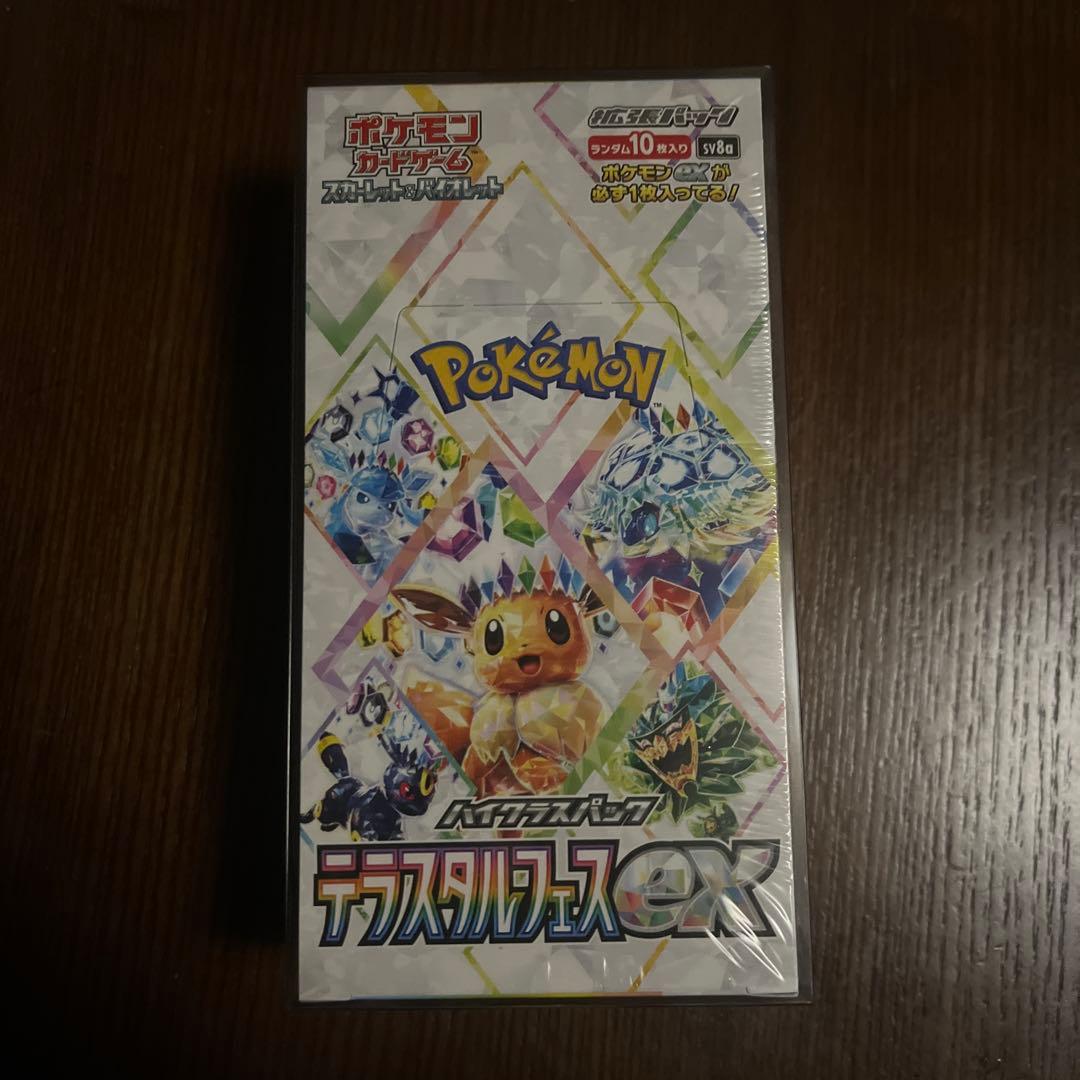 ポケモン
カードゲーム™
スカーレット&バイオレット
拡張パック
ランダム10枚入り SV8a
ポケモンexが
必ず1枚入ってる!
POKéMON™
ハイクラスパック
テラスタルフェスex